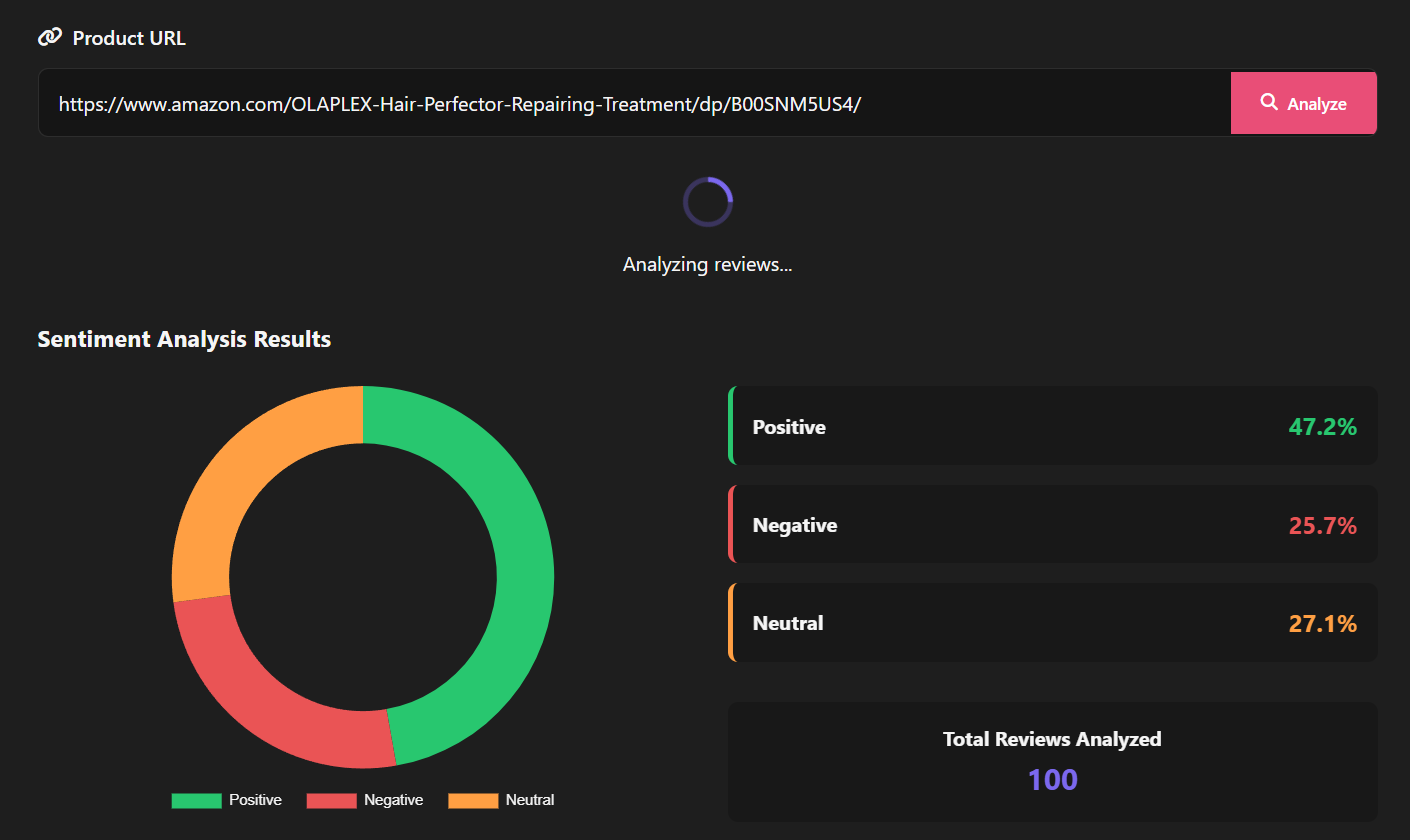 Product URL
https://www.amazon.com/OLAPLEX-Hair-Perfector-Repairing-Treatment/dp/B00SNM5US4/
Analyze
Analyzing reviews...
Sentiment Analysis Results
Positive
47.2%
Negative
25.7%
Neutral
27.1%
Total Reviews Analyzed
100
Positive
Negative
Neutral